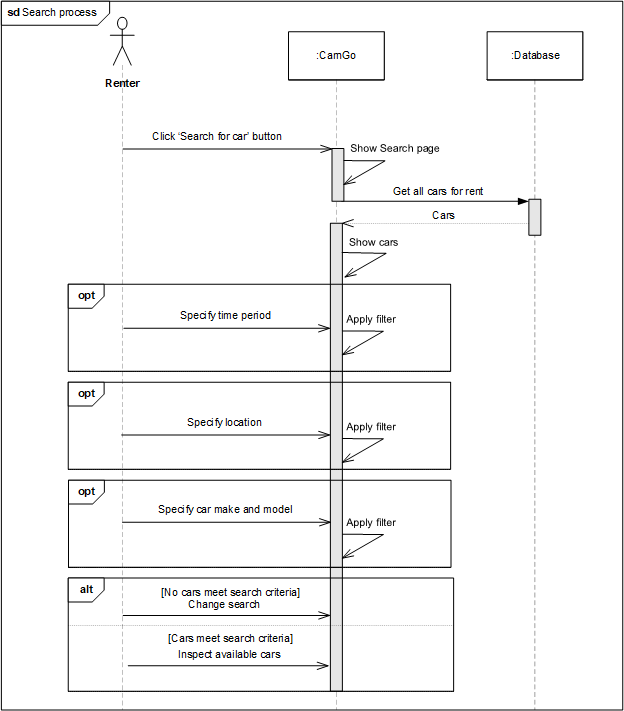 sd Search process
Renter
:CamGo
:Database
Click ‘Search for car’ button
Show Search page
Get all cars for rent
Cars
Show cars
opt
Specify time period
Apply filter
opt
Specify location
Apply filter
opt
Specify car make and model
Apply filter
alt
[No cars meet search criteria]
Change search
[Cars meet search criteria]
Inspect available cars